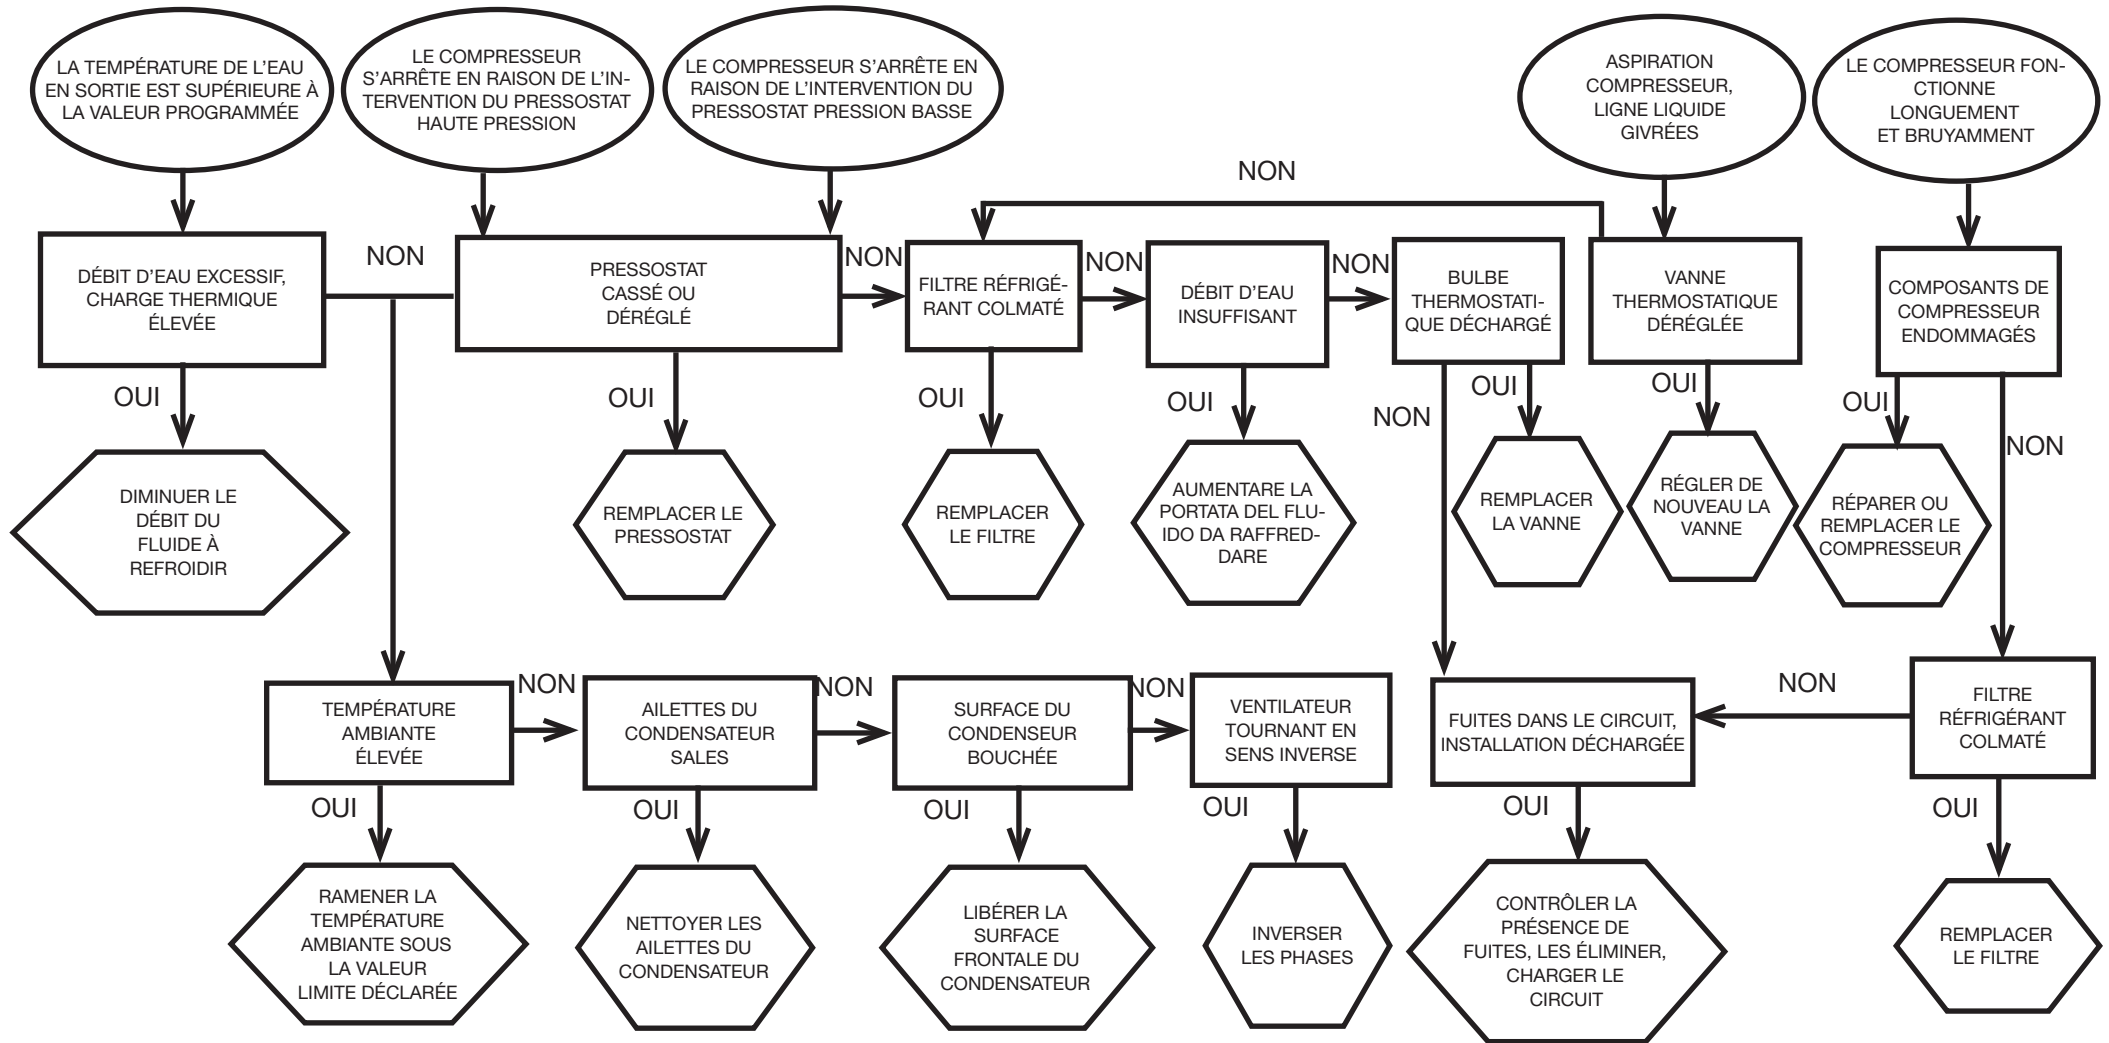 LA TEMPÉRATURE DE L'EAU
EN SORTIE EST SUPÉRIEURE À
LA VALEUR PROGRAMMÉE
LE COMPRESSEUR
S'ARRÊTE EN RAISON DE L'IN-
TERVENTION DU PRESSOSTAT
HAUTE PRESSION
LE COMPRESSEUR S'ARRÊTE EN
RAISON DE L'INTERVENTION DU
PRESSOSTAT PRESSION BASSE
ASPIRATION
COMPRESSEUR,
LIGNE LIQUIDE
GIVRÉES
LE COMPRESSEUR FON-
CTIONNE
LONGUEMENT
ET BRUYAMMENT
NON
DÉBIT D'EAU EXCESSIF,
CHARGE THERMIQUE
ÉLEVÉE
NON
PRESSOSTAT
CASSÉ OU
DÉRÉGLÉ
NON
FILTRE RÉFRIGÉ-
RANT COLMATÉ
NON
DÉBIT D'EAU
INSUFFISANT
NON
BULBE
THERMOSTATI-
QUE DÉCHARGÉ
VANNE
THERMOSTATIQUE
DÉRÉGLÉE
COMPOSANTS DE
COMPRESSEUR
ENDOMMAGÉS
OUI
OUI
OUI
OUI
NON
OUI
OUI
OUI
NON
DIMINUER LE
DÉBIT DU
FLUIDE À
REFROIDIR
REMPLACER LE
PRESSOSTAT
REMPLACER
LE FILTRE
AUMENTARE LA
PORTATA DEL FLU-
IDO DA RAFFRED-
DARE
REMPLACER
LA VANNE
RÉGLER DE
NOUVEAU LA
VANNE
RÉPARER OU
REMPLACER LE
COMPRESSEUR
TEMPÉRATURE
AMBIANTE
ÉLEVÉE
NON
AILETTES DU
CONDENSATEUR
SALES
NON
SURFACE DU
CONDENSEUR
BOUCHÉE
NON
VENTILATEUR
TOURNANT EN
SENS INVERSE
FUITES DANS LE CIRCUIT,
INSTALLATION DÉCHARGÉE
NON
FILTRE
RÉFRIGÉRANT
COLMATÉ
OUI
OUI
OUI
OUI
OUI
OUI
RAMENER LA
TEMPÉRATURE
AMBIANTE SOUS
LA VALEUR
LIMITE DÉCLARÉE
NETTOYER LES
AILETTES DU
CONDENSATEUR
LIBÉRER LA
SURFACE
FRONTALE DU
CONDENSATEUR
INVERSER
LES PHASES
CONTRÔLER LA
PRÉSENCE DE
FUITES, LES ÉLIMINER,
CHARGER LE
CIRCUIT
REMPLACER
LE FILTRE